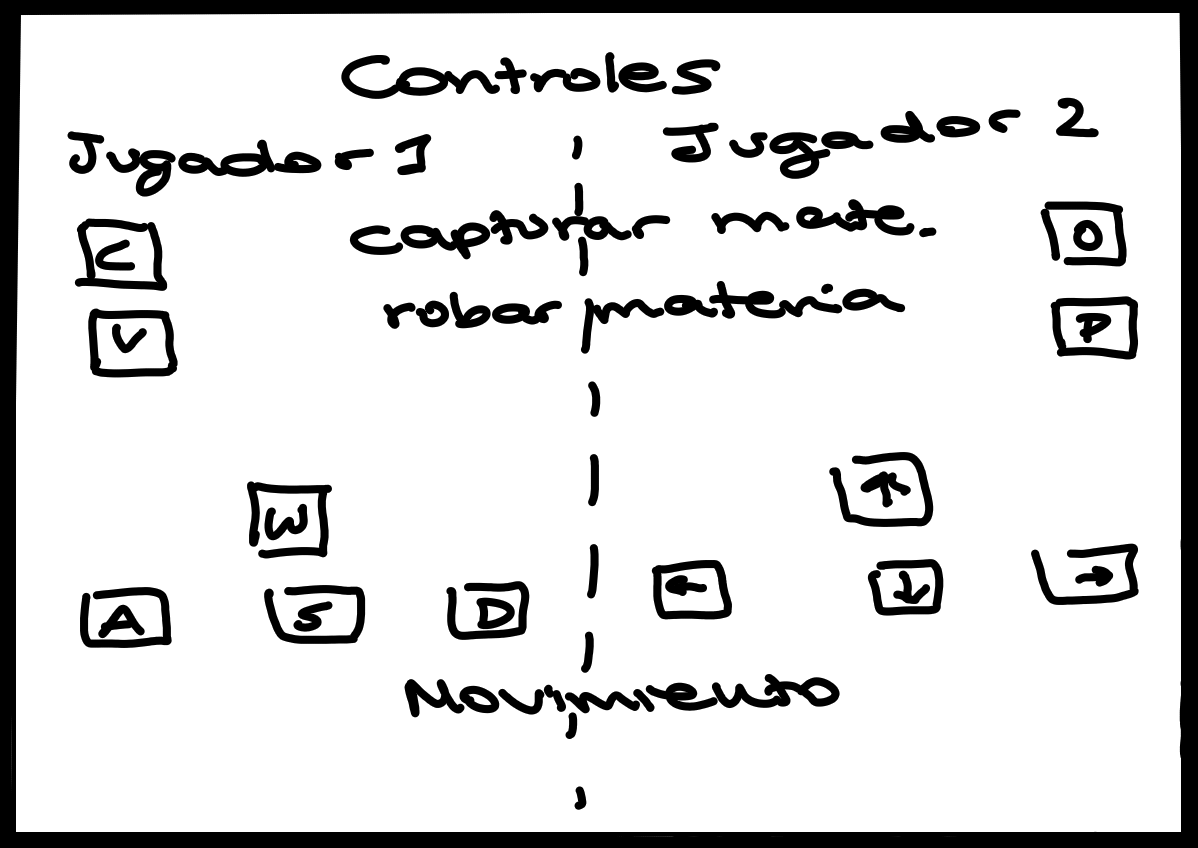 Controles
Jugador 1 Jugador 2
C capturar mate. O
V robar materia P
W ↑
A S D ← ↓ →
Movimiento